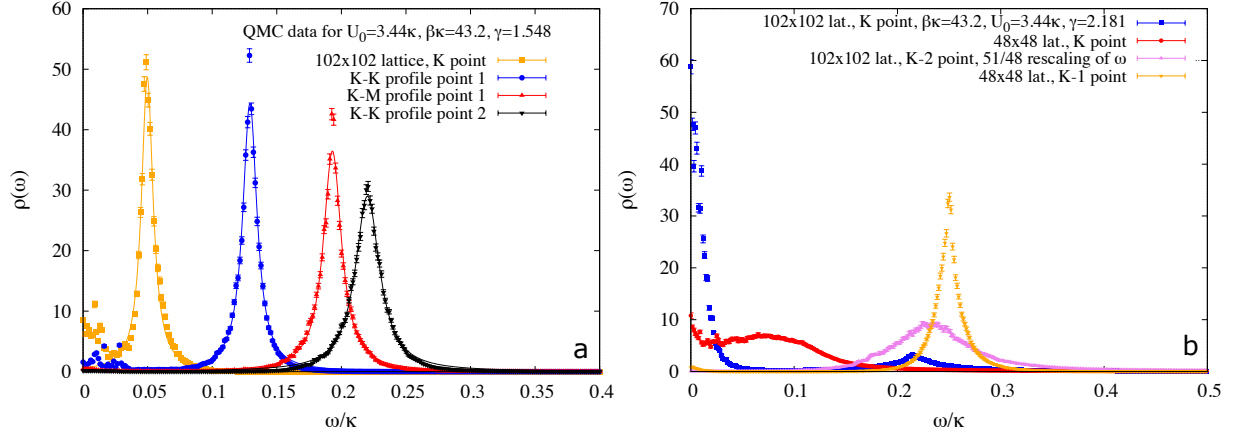 QMC data for U₀=3.44κ, βκ=43.2, γ=1.548
102x102 lattice, K point
K-K profile point 1
K-M profile point 1
K-K profile point 2
60
50
40
30
20
10
0
ρ(ω)
0
0.05
0.1
0.15
0.2
0.25
0.3
0.35
0.4
ω/κ
a
102x102 lat., K point, βκ=43.2, U₀=3.44κ, γ=2.181
48x48 lat., K point
102x102 lat., K-2 point, 51/48 rescaling of ω
48x48 lat., K-1 point
70
60
50
40
30
20
10
0
ρ(ω)
0
0.1
0.2
0.3
0.4
0.5
ω/κ
b